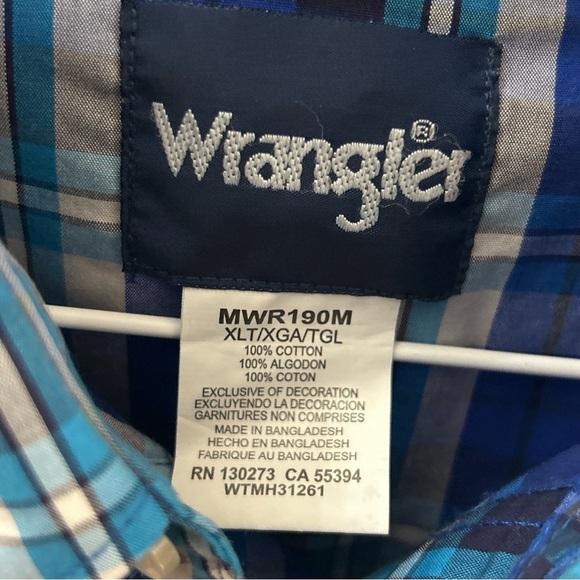 Wrangler®
MWR190M
XLT/XGA/TGL
100% COTTON
100% ALGODON
100% COTON
EXCLUSIVE OF DECORATION
EXCLUYENDO LA DECORACION
GARNITURES NON COMPRISES
MADE IN BANGLADESH
HECHO EN BANGLADESH
FABRIQUE AU BANGLADESH
RN 130273 CA 55394
WTMH31261